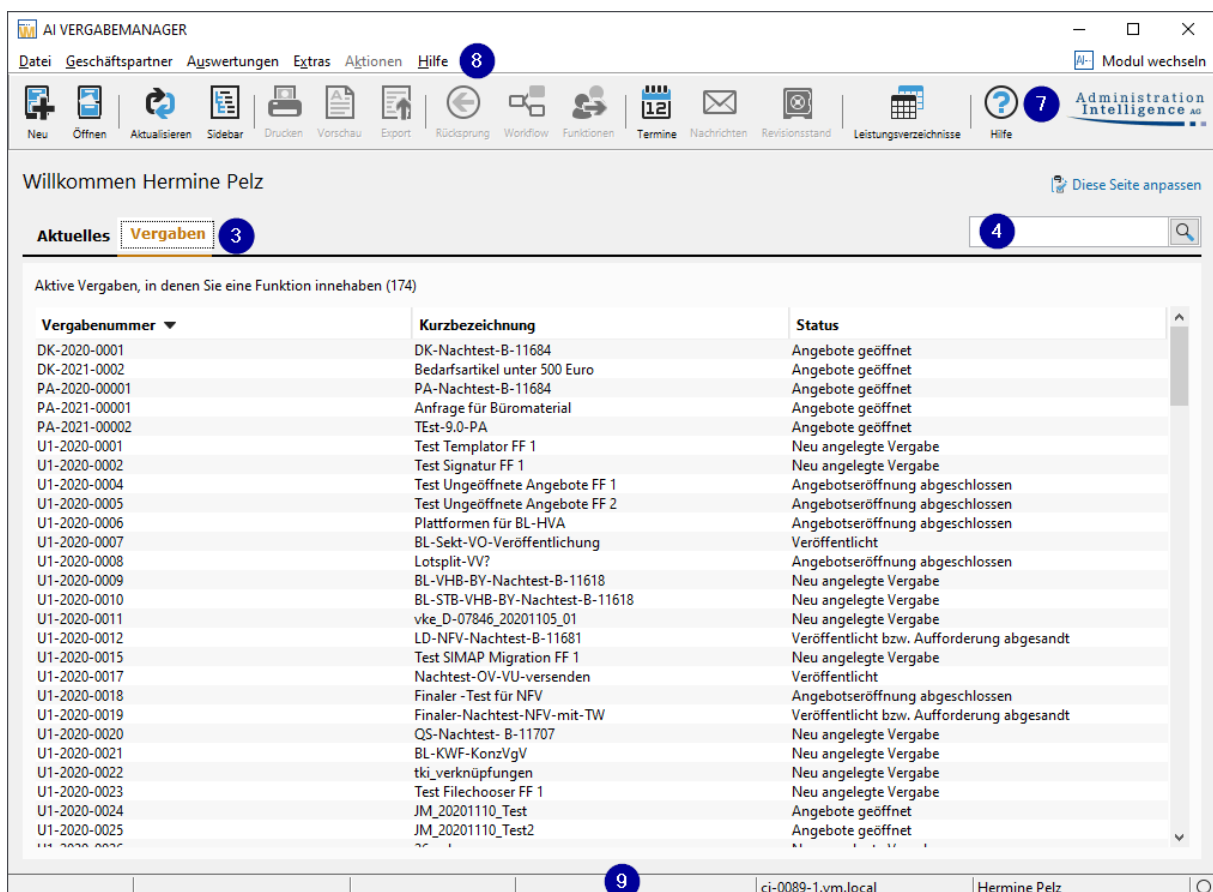 AI VERGABEMANAGER
Datei Geschäftspartner Auswertungen Extras Aktionen Hilfe 8 AI Modul wechseln
Neu Öffnen Aktualisieren Sidebar Drucken Vorschau Export Rücksprung Workflow Funktionen 12 Termine Nachrichten Revisionsstand Leistungsverzeichnisse ? Hilfe 7 Administration Intelligence AG
Willkommen Hermine Pelz Diese Seite anpassen
Aktuelles Vergaben 3 4
Aktive Vergaben, in denen Sie eine Funktion innehaben (174)
Vergabenummer Kurzbezeichnung Status
DK-2020-0001 DK-Nachtest-B-11684 Angebote geöffnet
DK-2021-0002 Bedarfsartikel unter 500 Euro Angebote geöffnet
PA-2020-00001 PA-Nachtest-B-11684 Angebote geöffnet
PA-2021-00001 Anfrage für Büromaterial Angebote geöffnet
PA-2021-00002 TEst-9.0-PA Angebote geöffnet
U1-2020-0001 Test Templator FF 1 Neu angelegte Vergabe
U1-2020-0002 Test Signatur FF 1 Neu angelegte Vergabe
U1-2020-0004 Test Ungeöffnete Angebote FF 1 Angebotseröffnung abgeschlossen
U1-2020-0005 Test Ungeöffnete Angebote FF 2 Angebotseröffnung abgeschlossen
U1-2020-0006 Plattformen für BL-HVA Angebotseröffnung abgeschlossen
U1-2020-0007 BL-Sekt-VO-Veröffentlichung Veröffentlicht
U1-2020-0008 Lotsplit-VV? Angebotseröffnung abgeschlossen
U1-2020-0009 BL-VHB-BY-Nachtest-B-11618 Neu angelegte Vergabe
U1-2020-0010 BL-STB-VHB-BY-Nachtest-B-11618 Neu angelegte Vergabe
U1-2020-0011 vke_D-07846_20201105_01 Neu angelegte Vergabe
U1-2020-0012 LD-NFV-Nachtest-B-11681 Veröffentlicht bzw. Aufforderung abgesandt
U1-2020-0015 Test SIMAP Migration FF 1 Neu angelegte Vergabe
U1-2020-0017 Nachtest-OV-VU-versenden Veröffentlicht
U1-2020-0018 Finaler -Test für NFV Angebotseröffnung abgeschlossen
U1-2020-0019 Finaler-Nachtest-NFV-mit-TW Veröffentlicht bzw. Aufforderung abgesandt
U1-2020-0020 QS-Nachtest- B-11707 Neu angelegte Vergabe
U1-2020-0021 BL-KWF-KonzVgV Neu angelegte Vergabe
U1-2020-0022 tki_verknüpfungen Neu angelegte Vergabe
U1-2020-0023 Test Filechooser FF 1 Neu angelegte Vergabe
U1-2020-0024 JM_20201110_Test Angebote geöffnet
U1-2020-0025 JM_20201110_Test2 Angebote geöffnet
9 ci-0089-1.vm.local Hermine Pelz